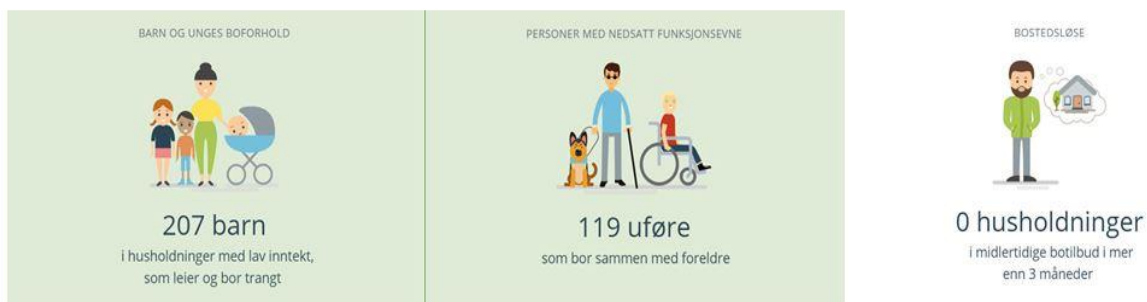 BARN OG UNGES BOFORHOLD
207 barn
i husholdninger med lav inntekt,
som leier og bor trangt
PERSONER MED NEDSATT FUNKSJONSEVNE
119 uføre
som bor sammen med foreldre
BOSTEDSLØSE
0 husholdninger
i midlertidige botilbud i mer
enn 3 måneder